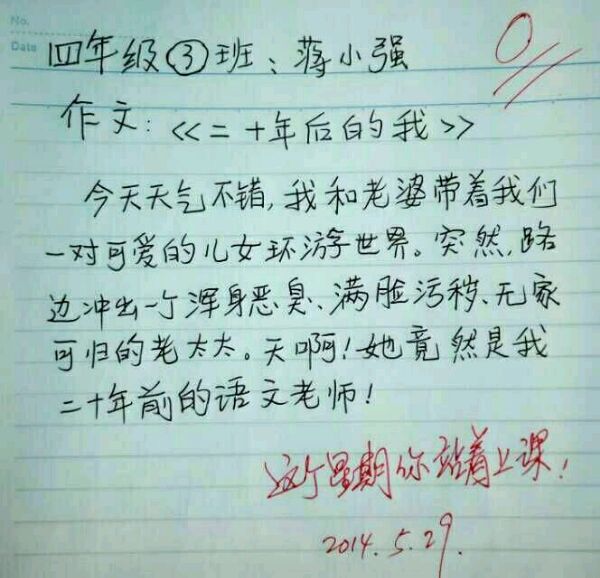 No.
Date
四年级③班：蒋小强
0
作文：《二十年后的我》
今天天气不错，我和老婆带着我们
一对可爱的儿女环游世界。突然，路
边冲出一个浑身恶臭、满脸污秽、无家
可归的老太太。天啊！她竟然是我
二十年前的语文老师！
这个星期你站着上课！
2014.5.29.